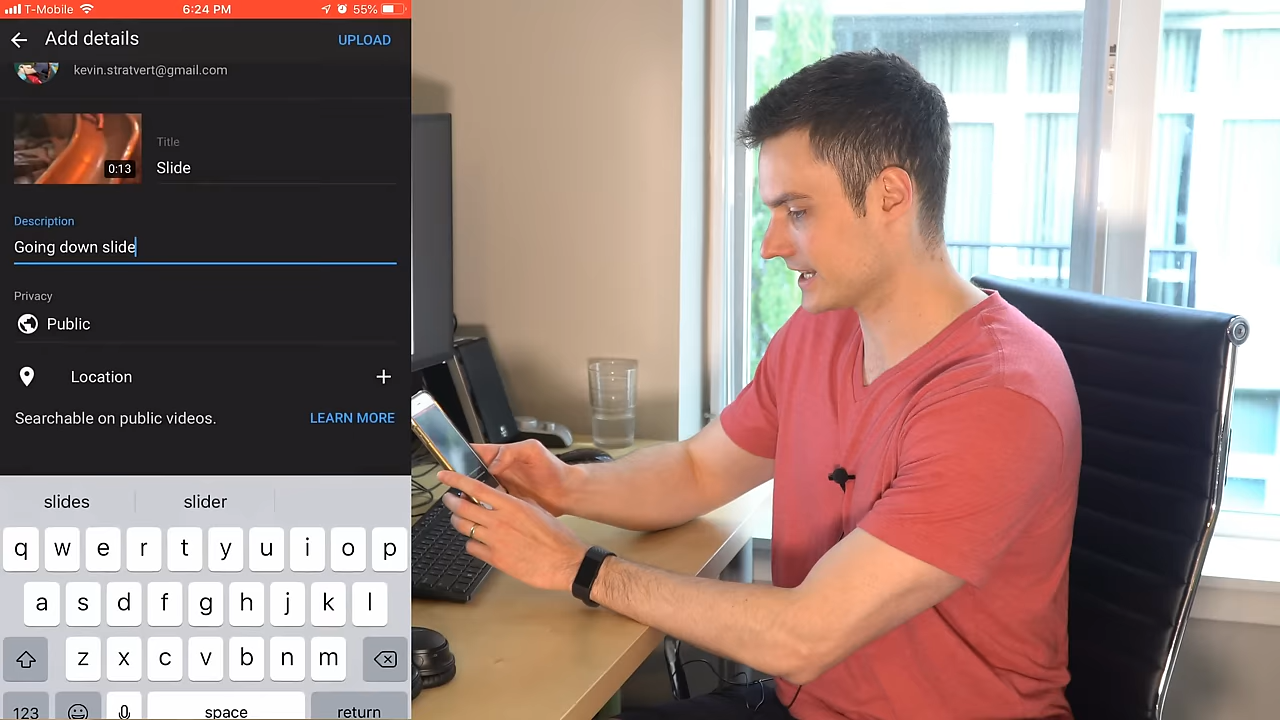 T-Mobile 6:24 PM 55%
Add details UPLOAD
kevin.stratvert@gmail.com
Title
0:13 Slide
Description
Going down slide
Privacy
Public
Location +
Searchable on public videos. LEARN MORE
slides slider
q w e r t y u i o p
a s d f g h j k l
z x c v b n m
123 space return